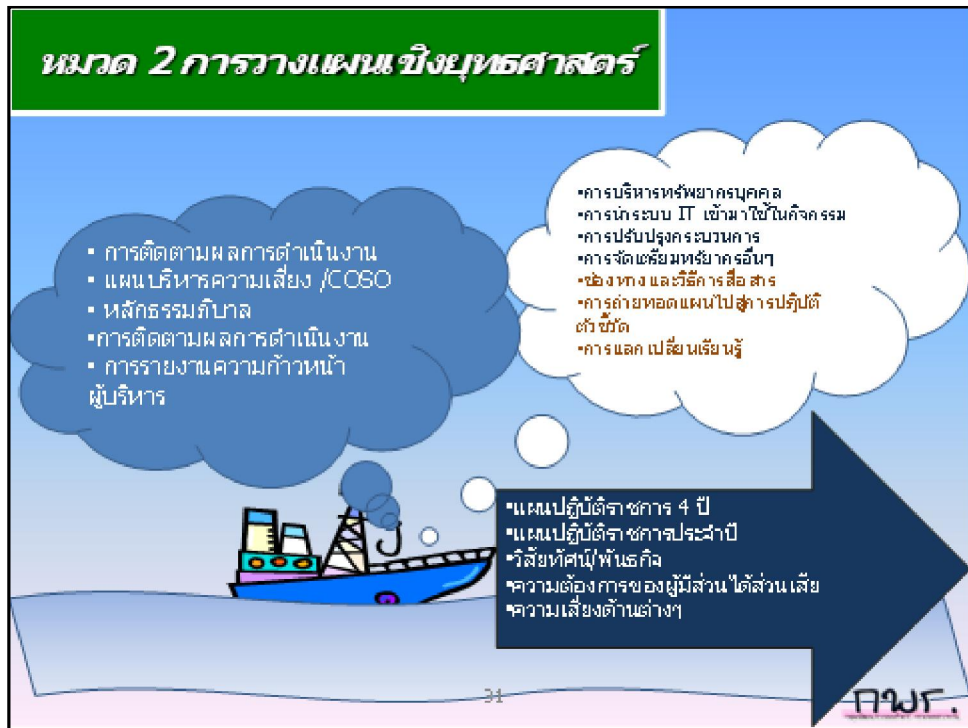 หมวด 2 การวางแผนเชิงยุทธศาสตร์
▪ การติดตามผลการดำเนินงาน
▪ แผนบริหารความเสี่ยง /COSO
▪ หลักธรรมภิบาล
▪การติดตามผลการดำเนินงาน
▪ การรายงานความก้าวหน้า
ผู้บริหาร
▪การบริหารทรัพยากรบุคคล
▪การนำระบบ IT เข้ามาใช้ในกิจกรรม
▪การปรับปรุงกระบวนการ
▪การจัดเตรียมทรัยากรอื่นๆ
▪ช่องทางและวิธีการสื่อสาร
▪การถ่ายทอดแผนไปสู่การปฏิบัติ
ตัวชี้วัด
▪การแลกเปลี่ยนเรียนรู้
▪แผนปฏิบัติราชการ 4 ปี
▪แผนปฏิบัติราชการประจำปี
▪วิสัยทัศน์/พันธกิจ
▪ความต้องการของผู้มีส่วนได้ส่วนเสีย
▪ความเสี่ยงด้านต่างๆ
31
กพร.